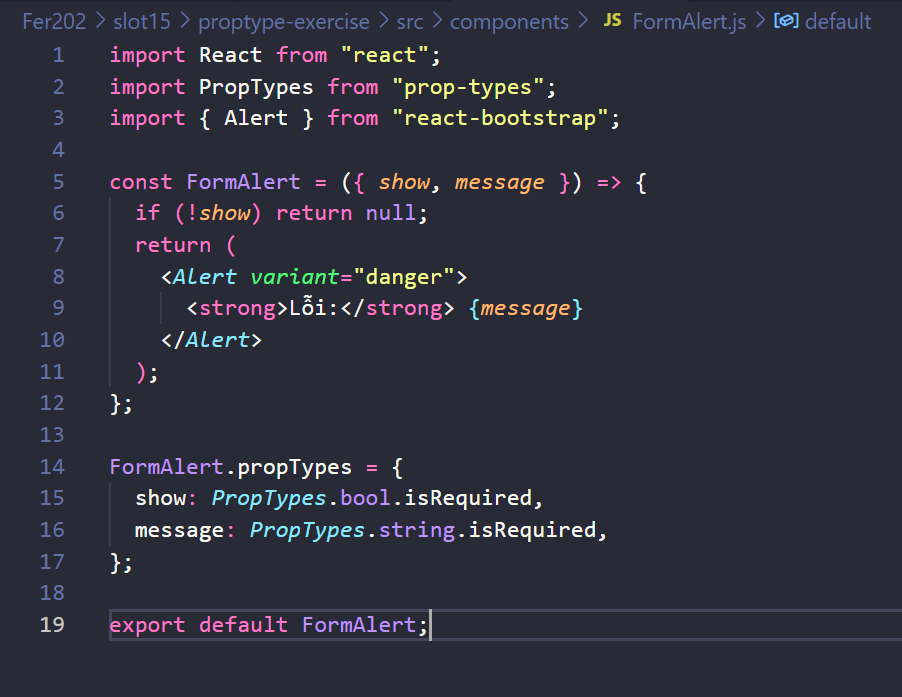 Fer202 > slot15 > proptype-exercise > src > components > JS FormAlert.js > default
1 import React from "react";
2 import PropTypes from "prop-types";
3 import { Alert } from "react-bootstrap";
4
5 const FormAlert = ({ show, message }) => {
6   if (!show) return null;
7   return (
8     <Alert variant="danger">
9       <strong>Lỗi:</strong> {message}
10     </Alert>
11   );
12 };
13
14 FormAlert.propTypes = {
15   show: PropTypes.bool.isRequired,
16   message: PropTypes.string.isRequired,
17 };
18
19 export default FormAlert;